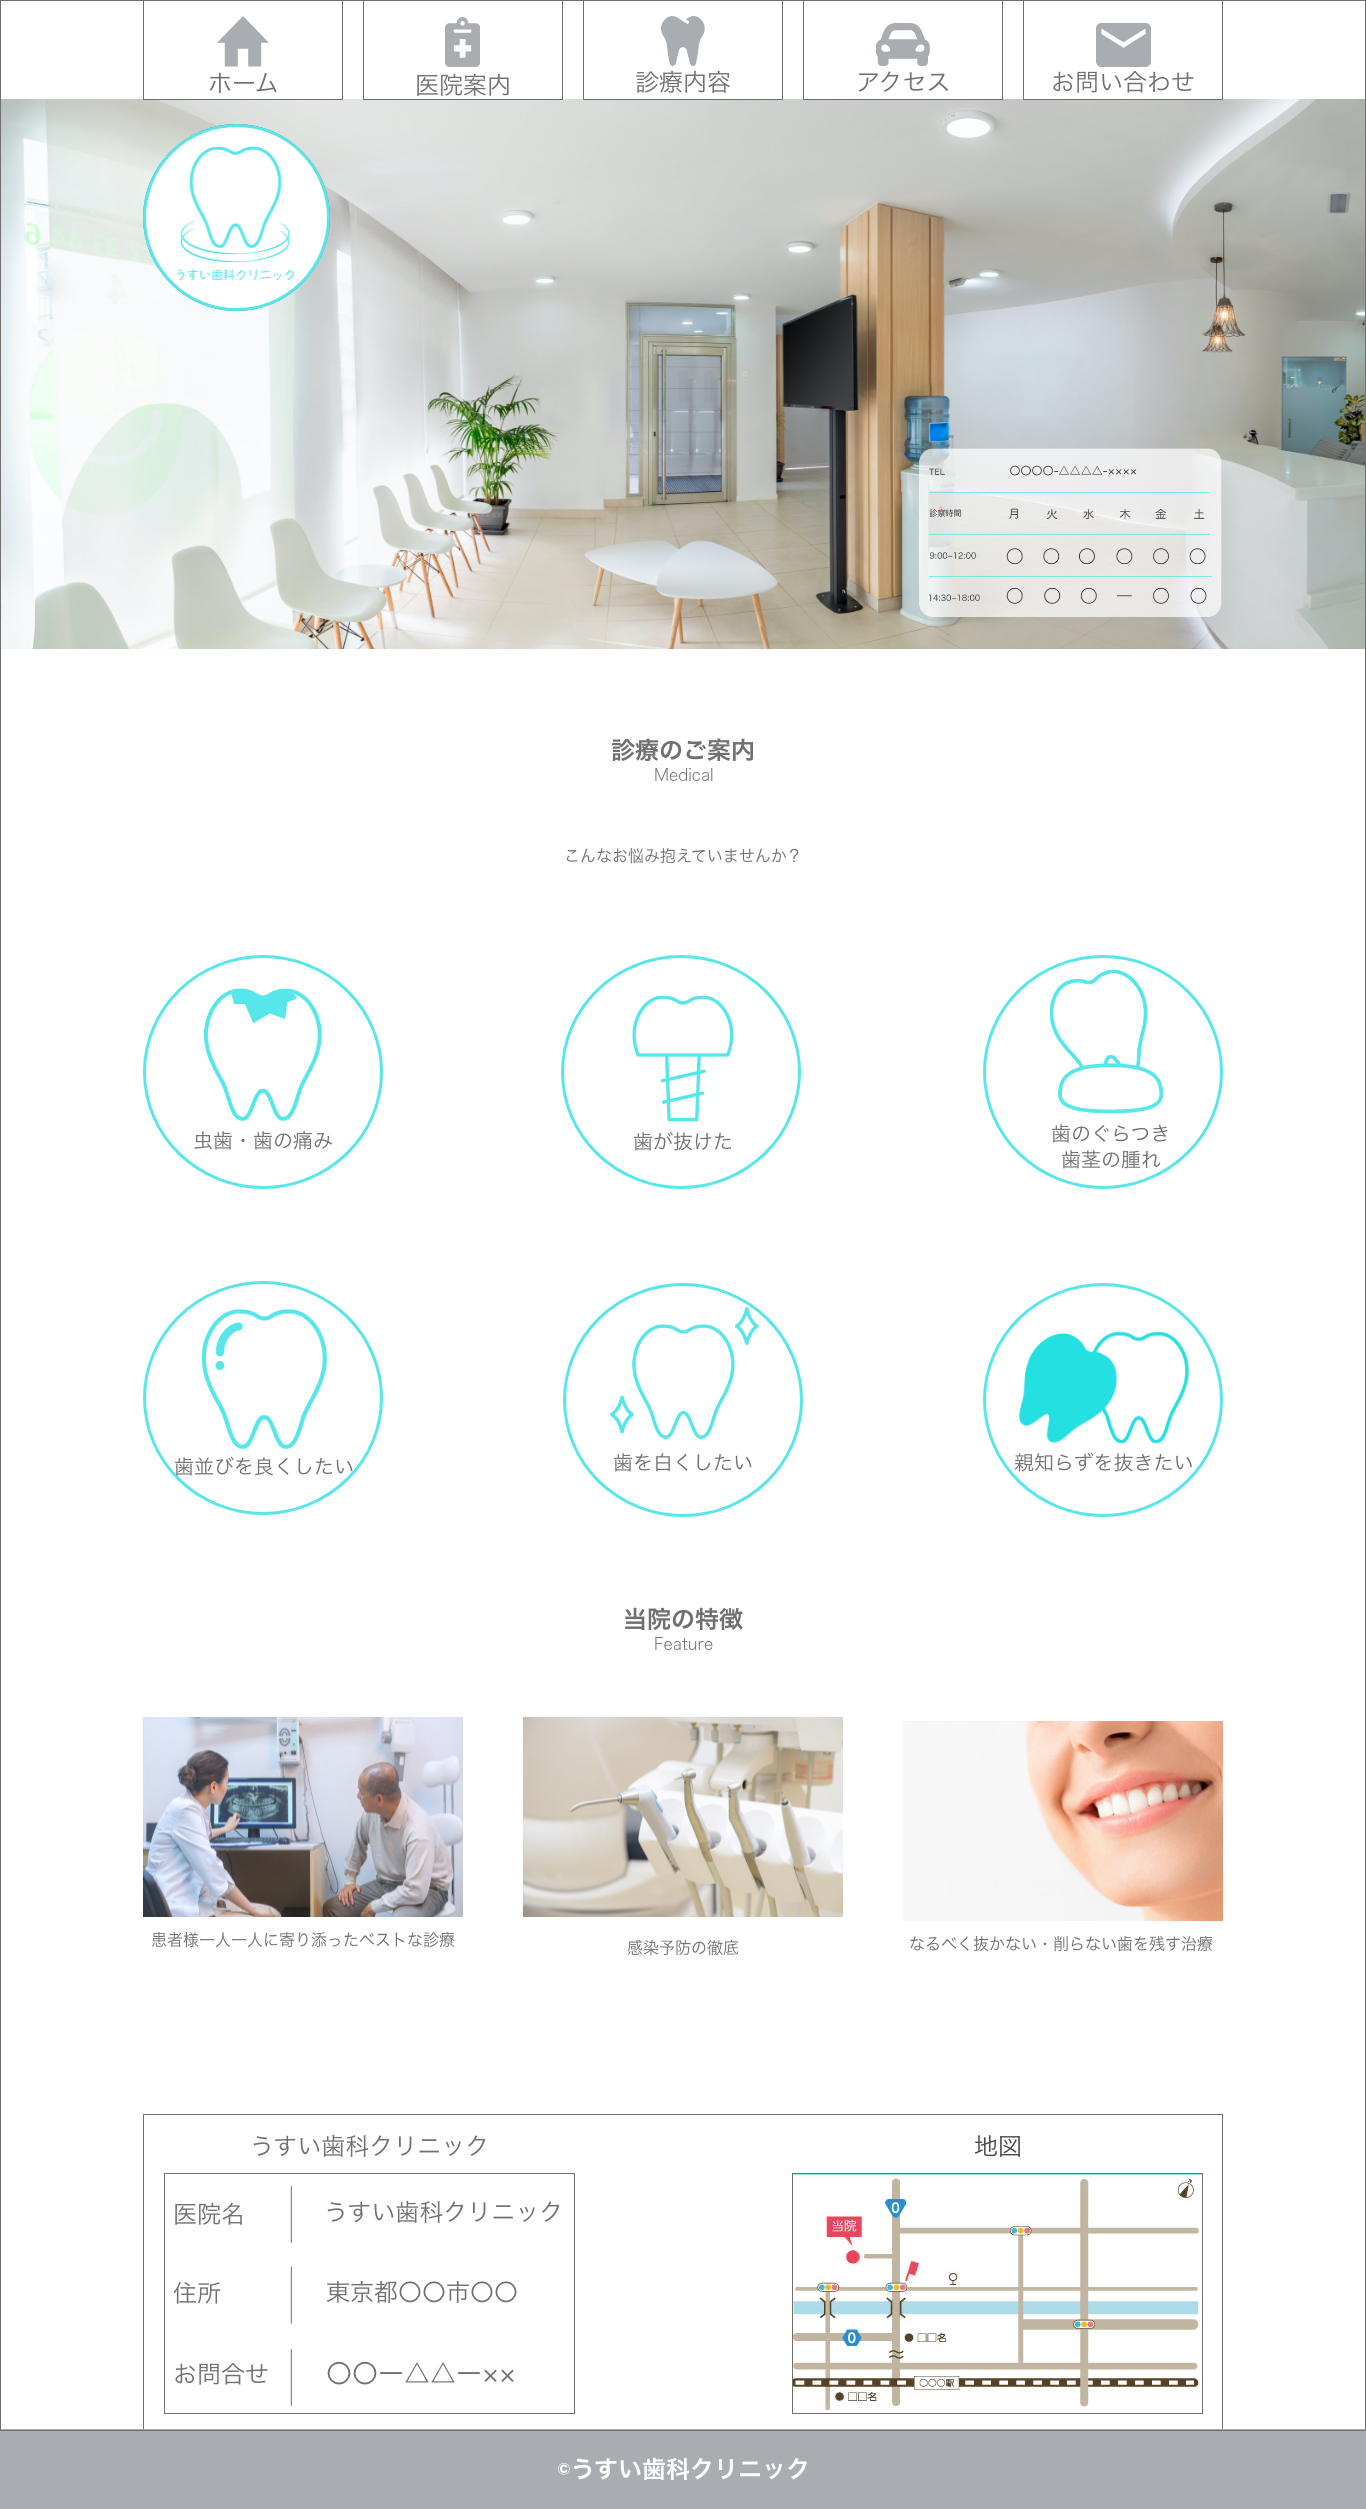 ホーム
医院案内
診療内容
アクセス
お問い合わせ
うすい歯科クリニック
TEL 〇〇〇〇-△△△△-××××
診察時間 月 火 水 木 金 土
9:00~12:00 〇 〇 〇 〇 〇 〇
14:30~18:00 〇 〇 〇 — 〇 〇
診療のご案内
Medical
こんなお悩み抱えていませんか？
虫歯・歯の痛み
歯が抜けた
歯のぐらつき
歯茎の腫れ
歯並びを良くしたい
歯を白くしたい
親知らずを抜きたい
当院の特徴
Feature
患者様一人一人に寄り添ったベストな診療
感染予防の徹底
なるべく抜かない・削らない歯を残す治療
うすい歯科クリニック
医院名 うすい歯科クリニック
住所 東京都〇〇市〇〇
お問合せ 〇〇ー△△ー××
地図
0
当院
0
●□□名
〇〇〇駅
●□□名
©うすい歯科クリニック